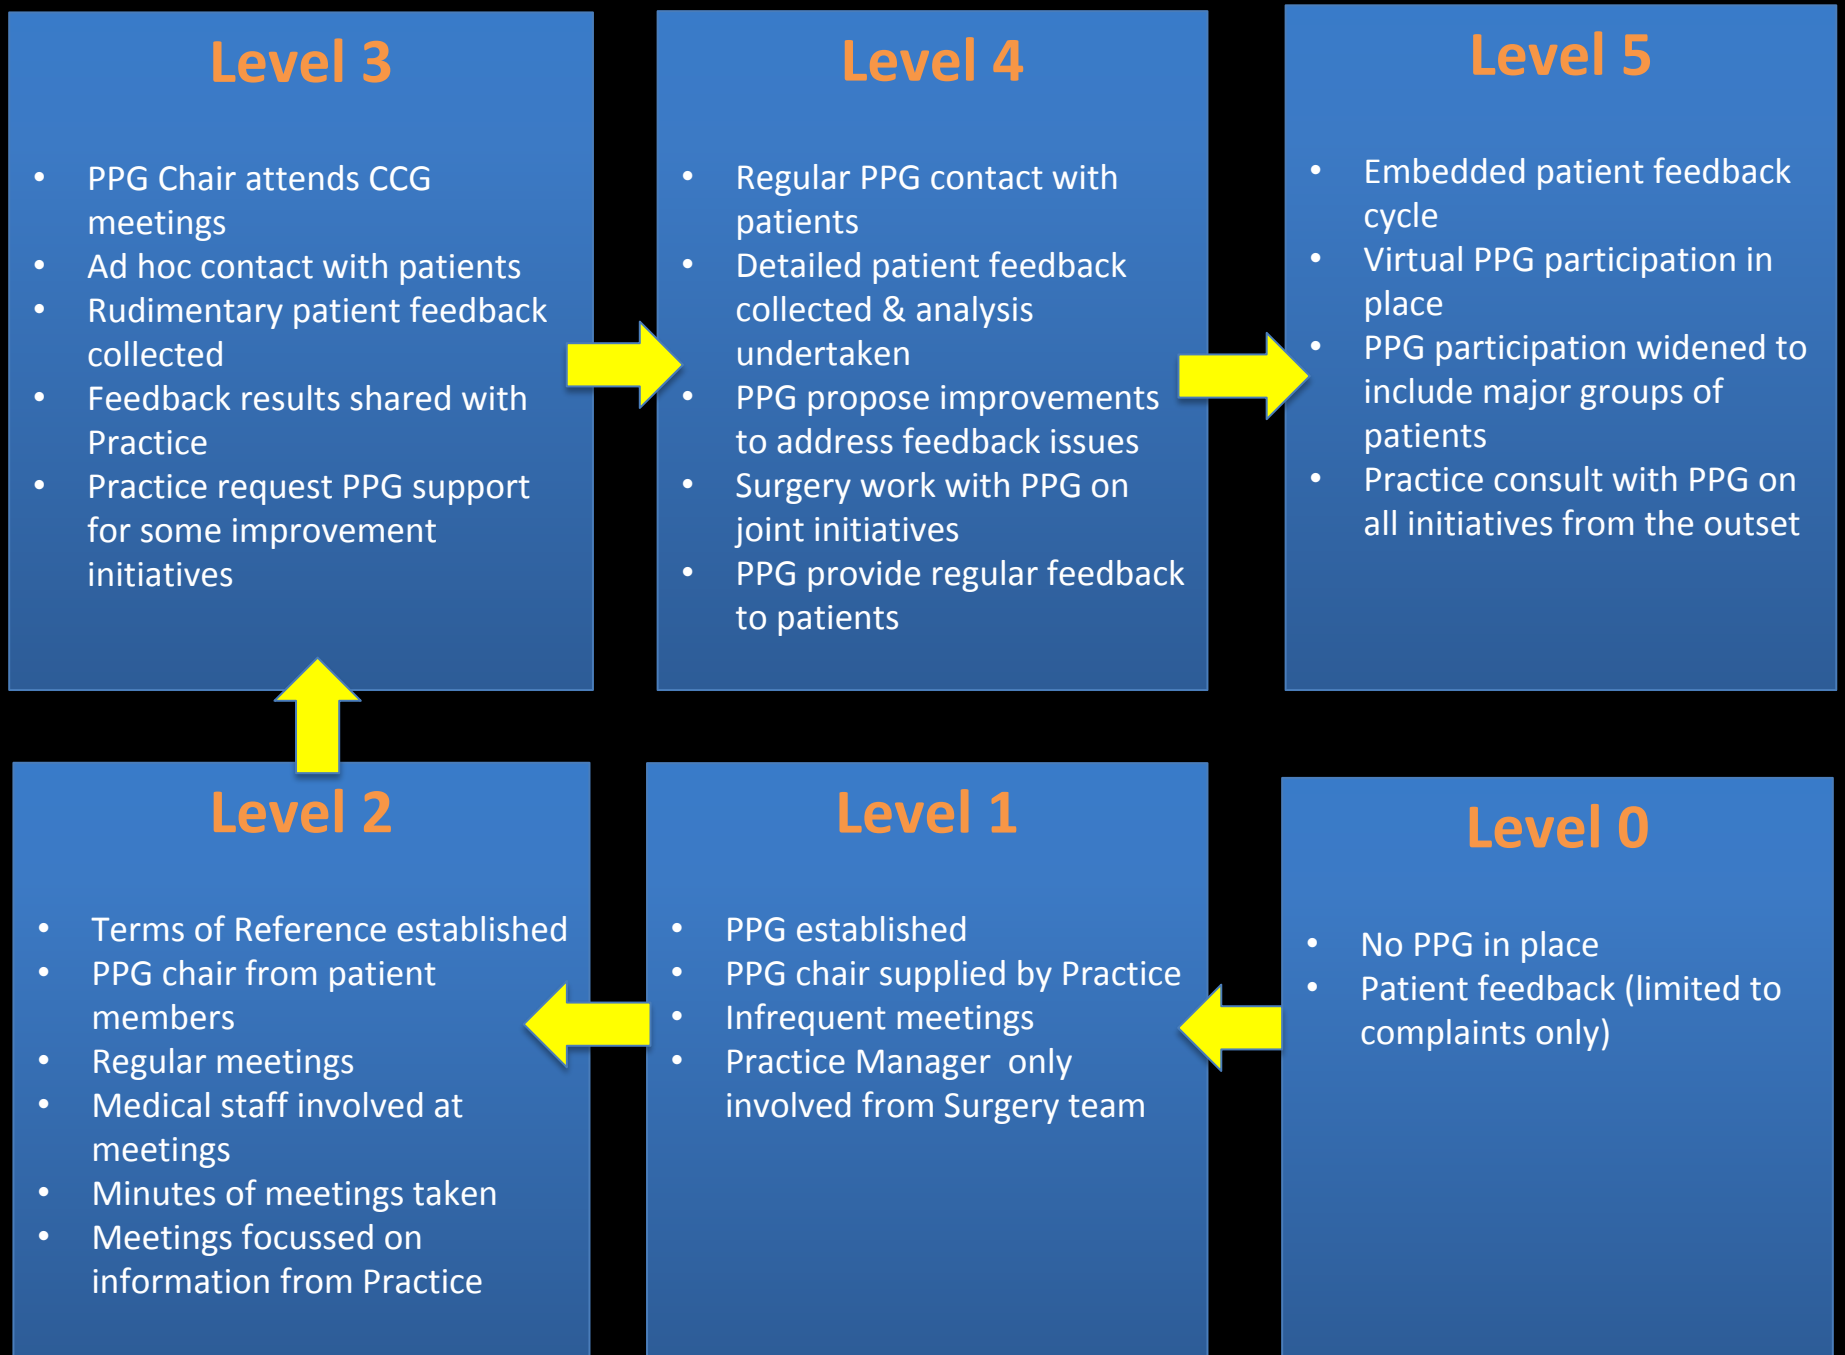 Level 3
• PPG Chair attends CCG
meetings
• Ad hoc contact with patients
• Rudimentary patient feedback
collected
• Feedback results shared with
Practice
• Practice request PPG support
for some improvement
initiatives
Level 4
• Regular PPG contact with
patients
• Detailed patient feedback
collected & analysis
undertaken
• PPG propose improvements
to address feedback issues
• Surgery work with PPG on
joint initiatives
• PPG provide regular feedback
to patients
Level 5
• Embedded patient feedback
cycle
• Virtual PPG participation in
place
• PPG participation widened to
include major groups of
patients
• Practice consult with PPG on
all initiatives from the outset
Level 2
• Terms of Reference established
• PPG chair from patient
members
• Regular meetings
• Medical staff involved at
meetings
• Minutes of meetings taken
• Meetings focussed on
information from Practice
Level 1
• PPG established
• PPG chair supplied by Practice
• Infrequent meetings
• Practice Manager  only
involved from Surgery team
Level 0
• No PPG in place
• Patient feedback (limited to
complaints only)